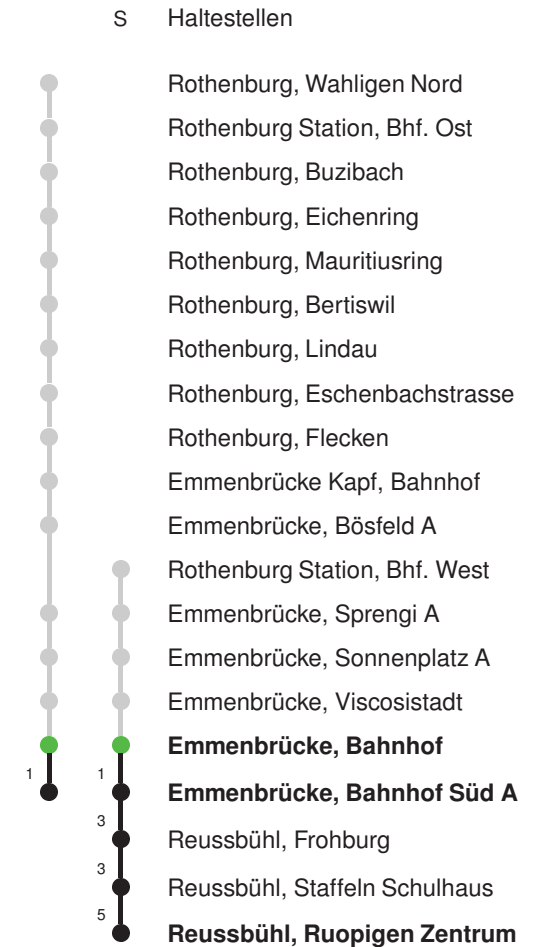 S Haltestellen
Rothenburg, Wahligen Nord
Rothenburg Station, Bhf. Ost
Rothenburg, Buzibach
Rothenburg, Eichenring
Rothenburg, Mauritiusring
Rothenburg, Bertiswil
Rothenburg, Lindau
Rothenburg, Eschenbachstrasse
Rothenburg, Flecken
Emmenbrücke Kapf, Bahnhof
Emmenbrücke, Bösfeld A
Rothenburg Station, Bhf. West
Emmenbrücke, Sprengi A
Emmenbrücke, Sonnenplatz A
Emmenbrücke, Viscosistadt
Emmenbrücke, Bahnhof
1 1 Emmenbrücke, Bahnhof Süd A
3 Reussbühl, Frohburg
3 Reussbühl, Staffeln Schulhaus
5 Reussbühl, Ruopigen Zentrum